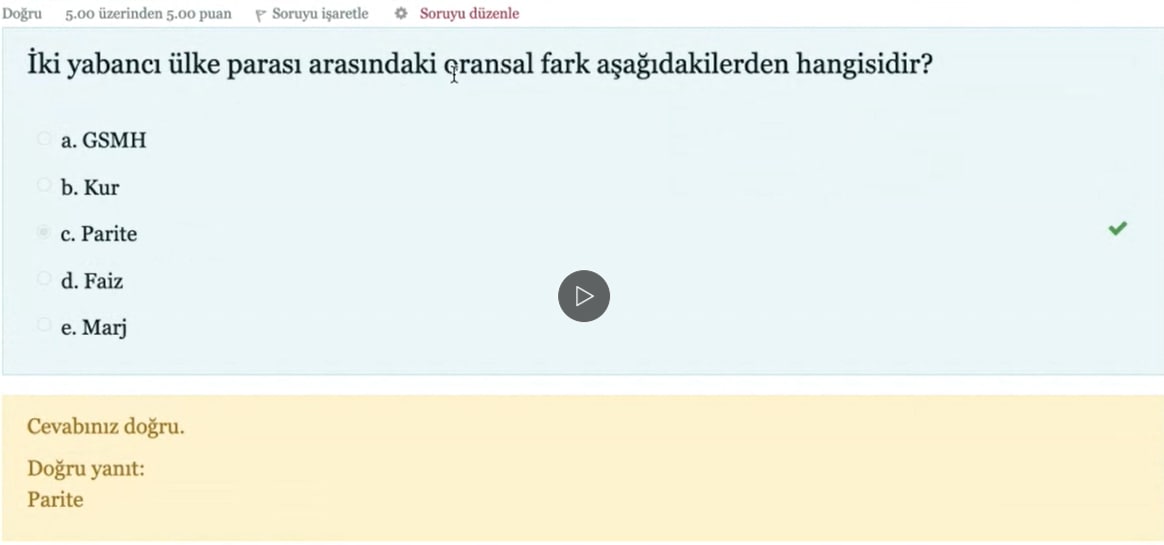 Doğru 5.00 üzerinden 5.00 puan Soruyu işaretle Soruyu düzenle
İki yabancı ülke parası arasındaki oransal fark aşağıdakilerden hangisidir?
a. GSMH
b. Kur
c. Parite
d. Faiz
e. Marj
Cevabınız doğru.
Doğru yanıt:
Parite